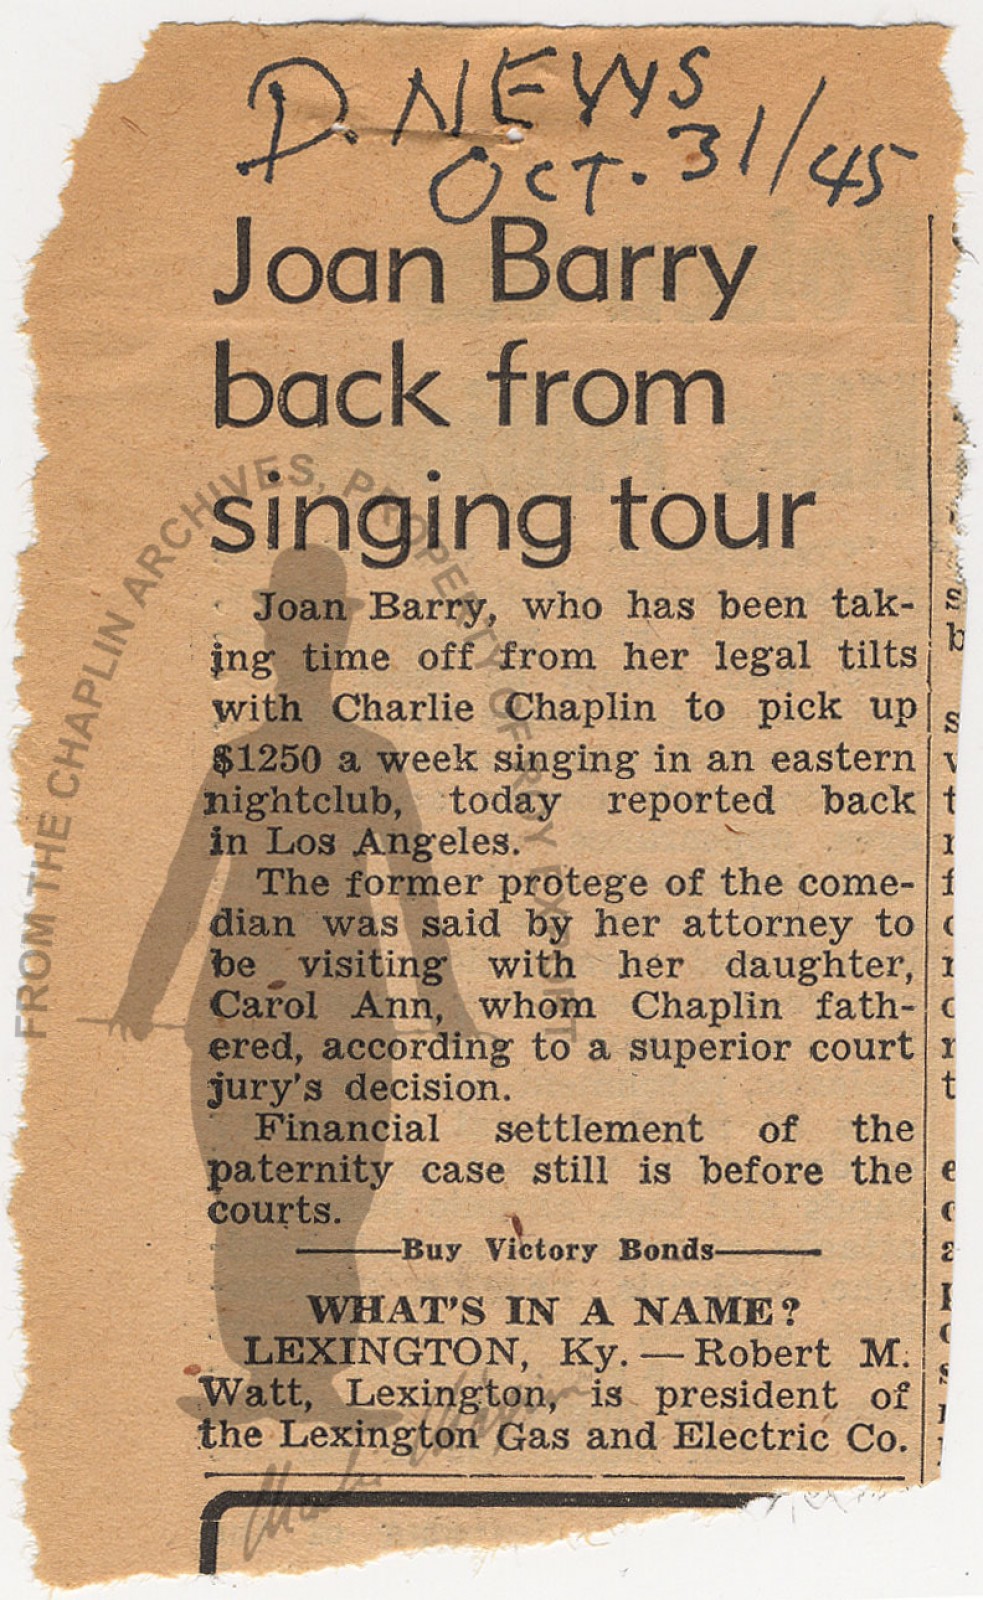 D. NEWS
OCT. 31/45
Joan Barry
back from
singing tour
Joan Barry, who has been tak-
ing time off from her legal tilts
with Charlie Chaplin to pick up
$1250 a week singing in an eastern
nightclub, today reported back
in Los Angeles.
The former protege of the come-
dian was said by her attorney to
be visiting with her daughter,
Carol Ann, whom Chaplin fath-
ered, according to a superior court
jury's decision.
Financial settlement of the
paternity case still is before the
courts.
Buy Victory Bonds
WHAT'S IN A NAME?
LEXINGTON, Ky. — Robert M.
Watt, Lexington, is president of
the Lexington Gas and Electric Co.
FROM THE CHAPLIN ARCHIVES, PROPERTY OF ROY EXPORT
Charlie Chaplin